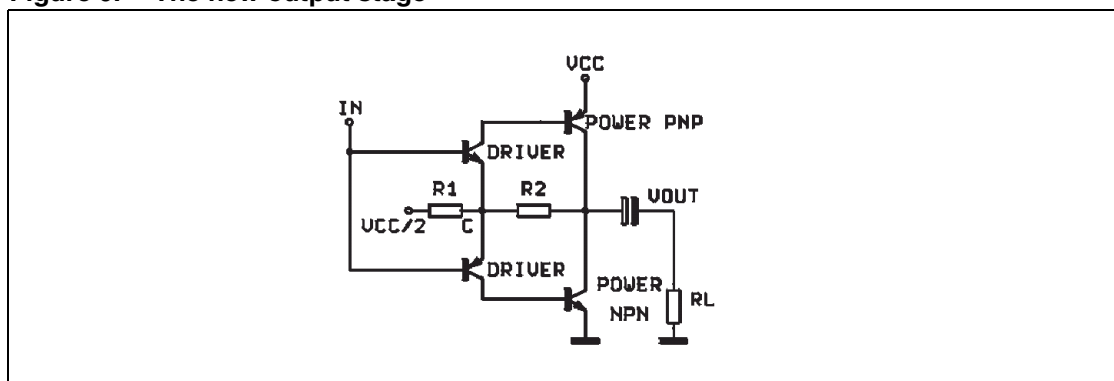 Figure The new output stage
VCC
IN
POWER PNP
DRIVER
R1
R2
VOUT
VCC/2
C
DRIVER
POWER
NPN
RL